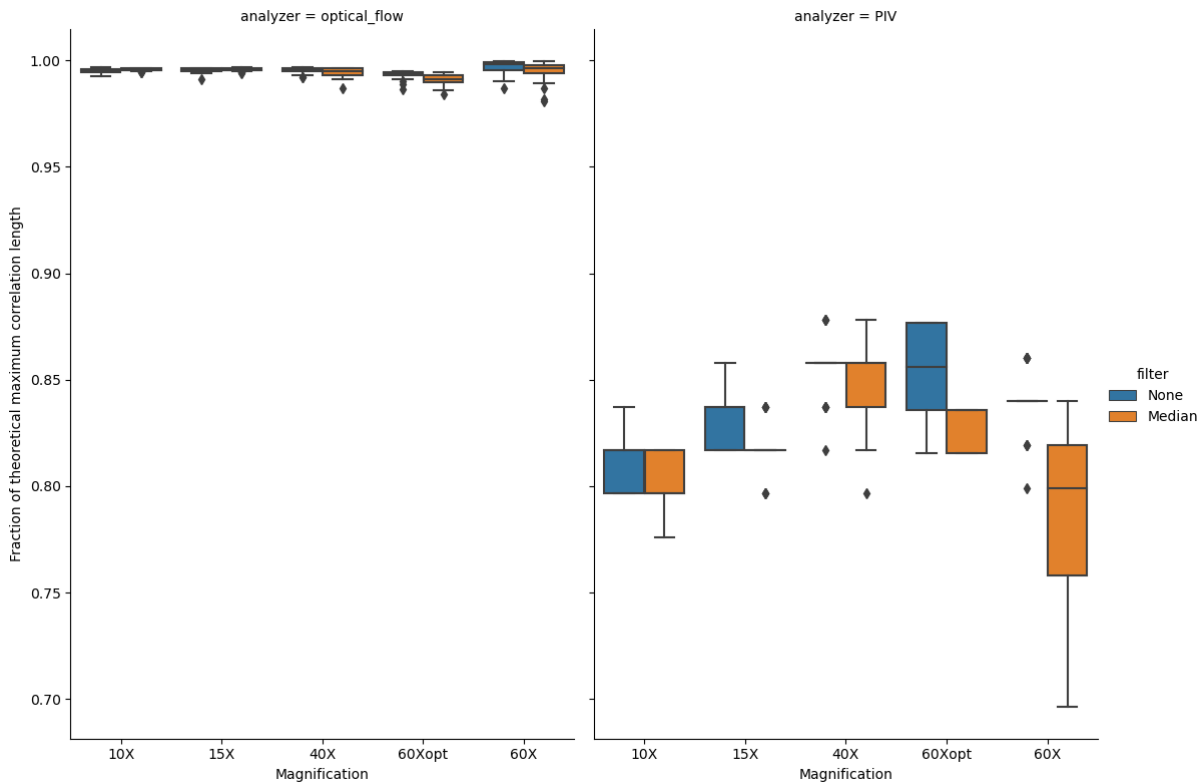 analyzer = optical_flow
analyzer = PIV
Fraction of theoretical maximum correlation length
1.00
0.95
0.90
0.85
0.80
0.75
0.70
10X 15X 40X 60Xopt 60X
Magnification
10X 15X 40X 60Xopt 60X
Magnification
filter
None
Median